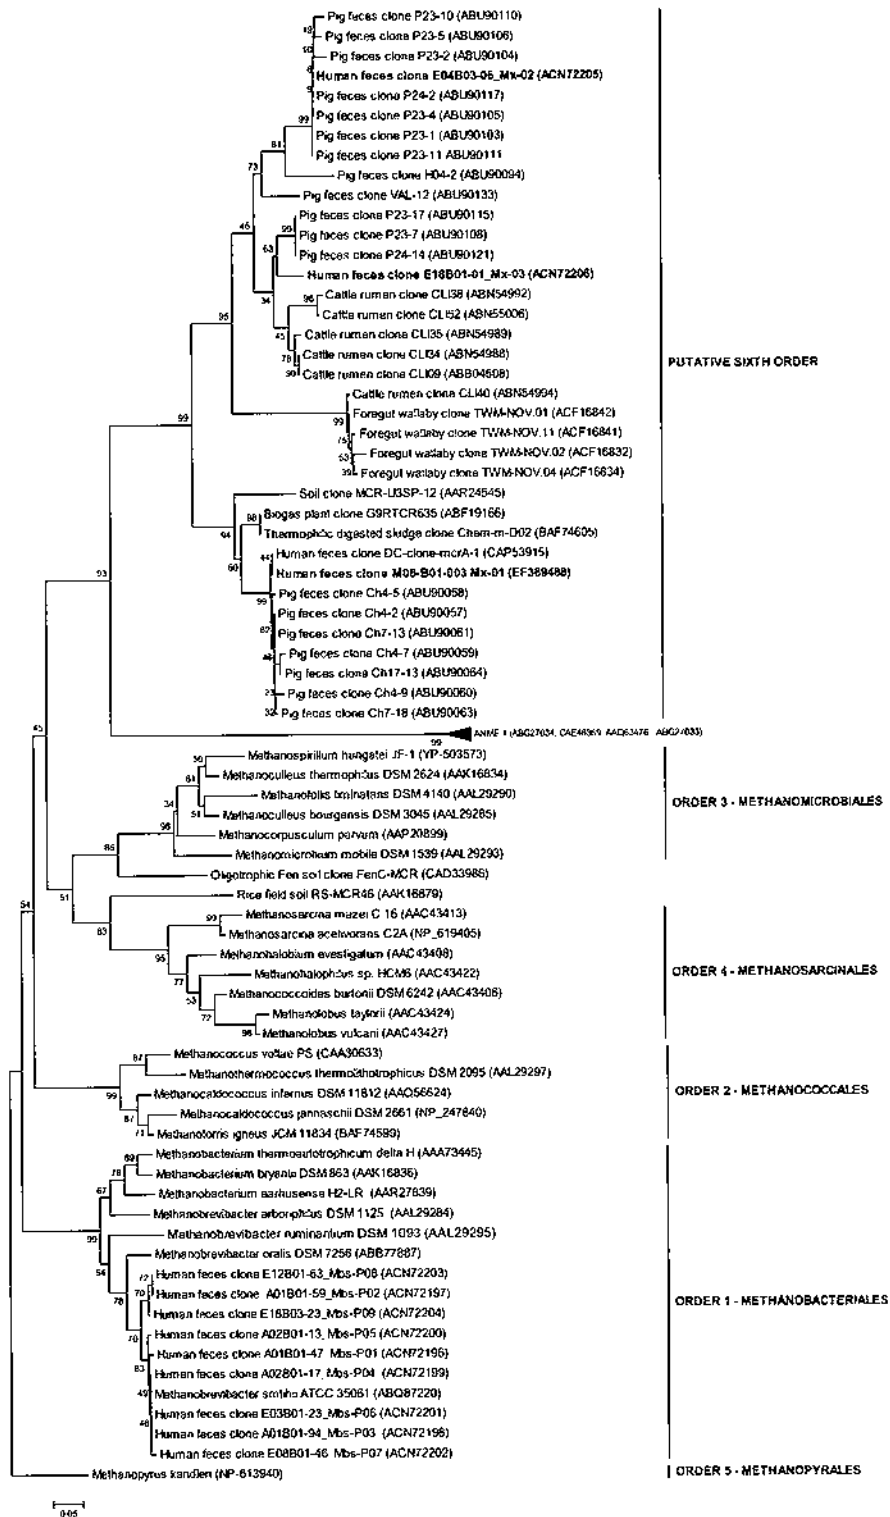 Pig feces clone P23-10 (ABU90110)
Pig feces clone P23-5 (ABU90106)
Pig feces clone P23-2 (ABU90104)
Human feces clone E04B03-06_Mx-02 (ACN72205)
Pig feces clone P24-2 (ABU90117)
Pig feces clone P23-4 (ABU90105)
Pig feces clone P23-1 (ABU90103)
Pig feces clone P23-11 ABU90111
Pig feces clone H04-2 (ABU90094)
Pig feces clone VAL-12 (ABU90133)
Pig feces clone P23-17 (ABU90115)
Pig feces clone P23-7 (ABU90108)
Pig feces clone P24-14 (ABU90121)
Human feces clone E16B01-01_Mx-03 (ACN72206)
Cattle rumen clone CLI38 (ABN54992)
Cattle rumen clone CLI52 (ABN55006)
Cattle rumen clone CLI35 (ABN54989)
Cattle rumen clone CLI34 (ABN54988)
Cattle rumen clone CLI09 (ABB04598)
PUTATIVE SIXTH ORDER
Cattle rumen clone CLI40 (ABN54994)
Foregut wallaby clone TWM-NOV.01 (ACF16842)
Foregut wallaby clone TWM-NOV.11 (ACF16841)
Foregut wallaby clone TWM-NOV.02 (ACF16832)
Foregut wallaby clone TWM-NOV.04 (ACF16834)
Soil clone MCR-U3SP-12 (AAR24545)
Biogas plant clone G9RTCR635 (ABF19166)
Thermophilic digested sludge clone Cham-m-D02 (BAF74605)
Human feces clone DC-clone-mcrA-1 (CAP53915)
Human feces clone M08-B01-003 Mx-01 (EF389488)
Pig feces clone Ch4-5 (ABU90058)
Pig feces clone Ch4-2 (ABU90057)
Pig feces clone Ch7-13 (ABU90061)
Pig feces clone Ch4-7 (ABU90059)
Pig feces clone Ch17-13 (ABU90064)
Pig feces clone Ch4-9 (ABU90060)
Pig feces clone Ch7-18 (ABU90063)
Methanospirillum hungatei JF-1 (YP-503573)
Methanoculleus thermophilus DSM 2624 (AAK16834)
Methanofollis liminatans DSM 4140 (AAL29290)
ORDER 3 - METHANOMICROBIALES
Methanoculleus bourgensis DSM 3045 (AAL29285)
Methanocorpusculum parvum (AAP20899)
Methanomicrobium mobile DSM 1539 (AAL29293)
Oligotrophic Fen soil clone FenC-MCR (CAD33986)
Rice field soil RS-MCR46 (AAK16879)
Methanosarcina mazei C 16 (AAC43413)
Methanosarcina acetivorans C2A (NP_619405)
Methanohalobium evestigatum (AAC43408)
Methanohalophilus sp. HCM6 (AAC43422)
ORDER 4 - METHANOSARCINALES
Methanococcoides burtonii DSM 6242 (AAC43406)
Methanolobus taylorii (AAC43424)
Methanolobus vulcani (AAC43427)
Methanococcus voltae PS (CAA30633)
Methanothermococcus thermolithotrophicus DSM 2095 (AAL29297)
Methanocaldococcus infernus DSM 11812 (AAO56624)
ORDER 2 - METHANOCOCCALES
Methanocaldococcus jannaschii DSM 2661 (NP_247840)
Methanotorris igneus JCM 11834 (BAF74599)
Methanobacterium thermoautotrophicum delta H (AAA73445)
Methanobacterium bryantii DSM 863 (AAK16836)
Methanobacterium aarhusense H2-LR (AAR27839)
Methanobrevibacter arboriphilus DSM 1125 (AAL29284)
Methanobrevibacter ruminantium DSM 1093 (AAL29295)
Methanobrevibacter oralis DSM 7256 (ABB77887)
Human feces clone E12B01-63_Mbs-P08 (ACN72203)
Human feces clone A01B01-59_Mbs-P02 (ACN72197)
ORDER 1 - METHANOBACTERIALES
Human feces clone E16B03-23_Mbs-P09 (ACN72204)
Human feces clone A02B01-13_Mbs-P05 (ACN72200)
Human feces clone A01B01-47_Mbs-P01 (ACN72196)
Human feces clone A02B01-17_Mbs-P04 (ACN72199)
Methanobrevibacter smithii ATCC 35061 (ABQ87220)
Human feces clone E03B01-23_Mbs-P06 (ACN72201)
Human feces clone A01B01-94_Mbs-P03 (ACN72198)
Human feces clone E08B01-46_Mbs-P07 (ACN72202)
Methanopyrus kandleri (NP-613940)
ORDER 5 - METHANOPYRALES
0.05